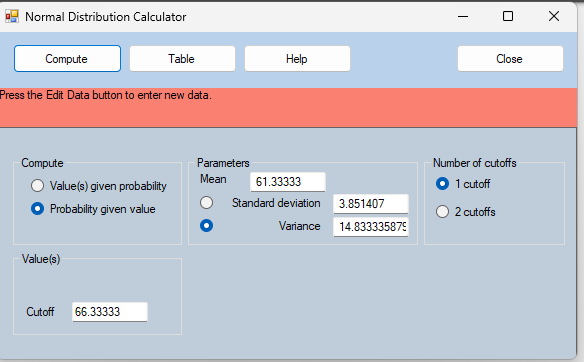 Normal Distribution Calculator
Compute Table Help Close
Press the Edit Data button to enter new data.
Compute
Value(s) given probability
Probability given value
Parameters
Mean 61.33333
Standard deviation 3.851407
Variance 14.833335879
Number of cutoffs
1 cutoff
2 cutoffs
Value(s)
Cutoff 66.33333